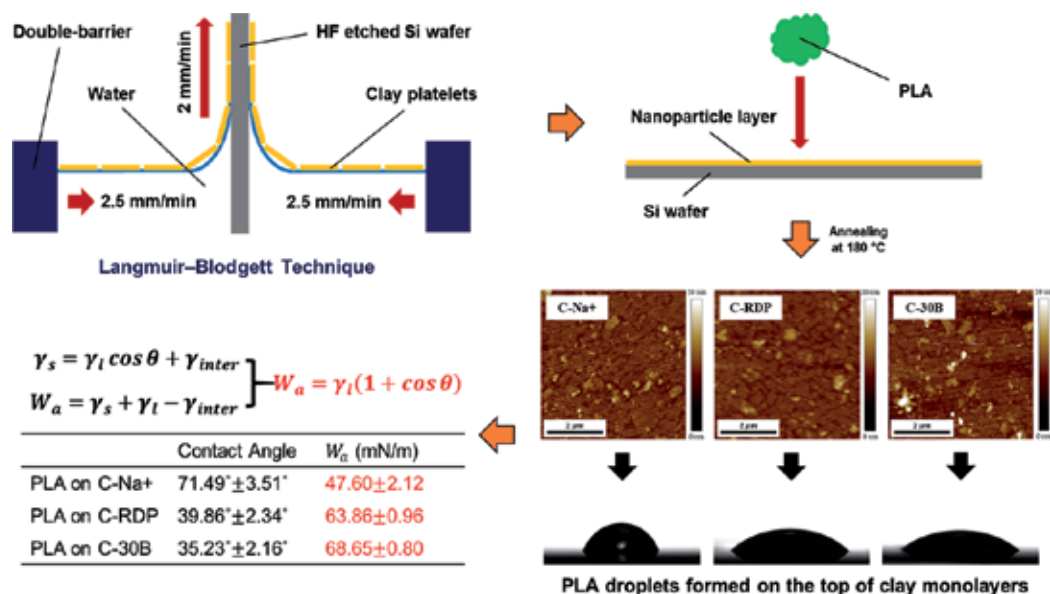 Double-barrier
HF etched Si wafer
2 mm/min
Water
Clay platelets
2.5 mm/min
2.5 mm/min
Langmuir–Blodgett Technique
PLA
Nanoparticle layer
Si wafer
Annealing
at 180 °C
C-Na+
C-RDP
C-30B
2 μm
2 μm
2 μm
PLA droplets formed on the top of clay monolayers
γs = γl cos θ + γinter
Wa = γs + γl − γinter
Wa = γl(1 + cos θ)
Contact Angle Wa (mN/m)
PLA on C-Na+ 71.49°±3.51° 47.60±2.12
PLA on C-RDP 39.86°±2.34° 63.86±0.96
PLA on C-30B 35.23°±2.16° 68.65±0.80